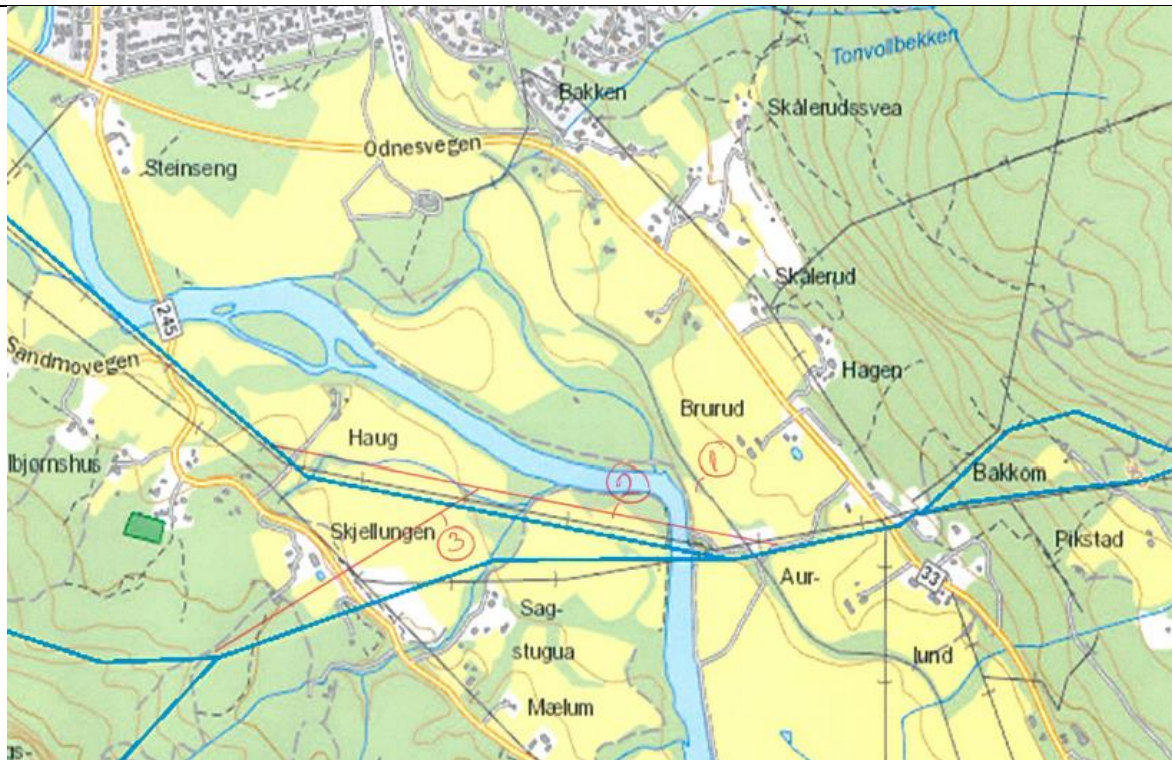 Tonvollbekken
Bakken
Skålerudssvea
Odnesvegen
Steinseng
Skålerud
245
Sandmovegen
Hagen
Brurud
Haug
1
lbjørnshus
Bakkom
2
Skjellungen
3
Pikstad
Aur-
33
Sag-
lund
stugua
Mælum
gs-